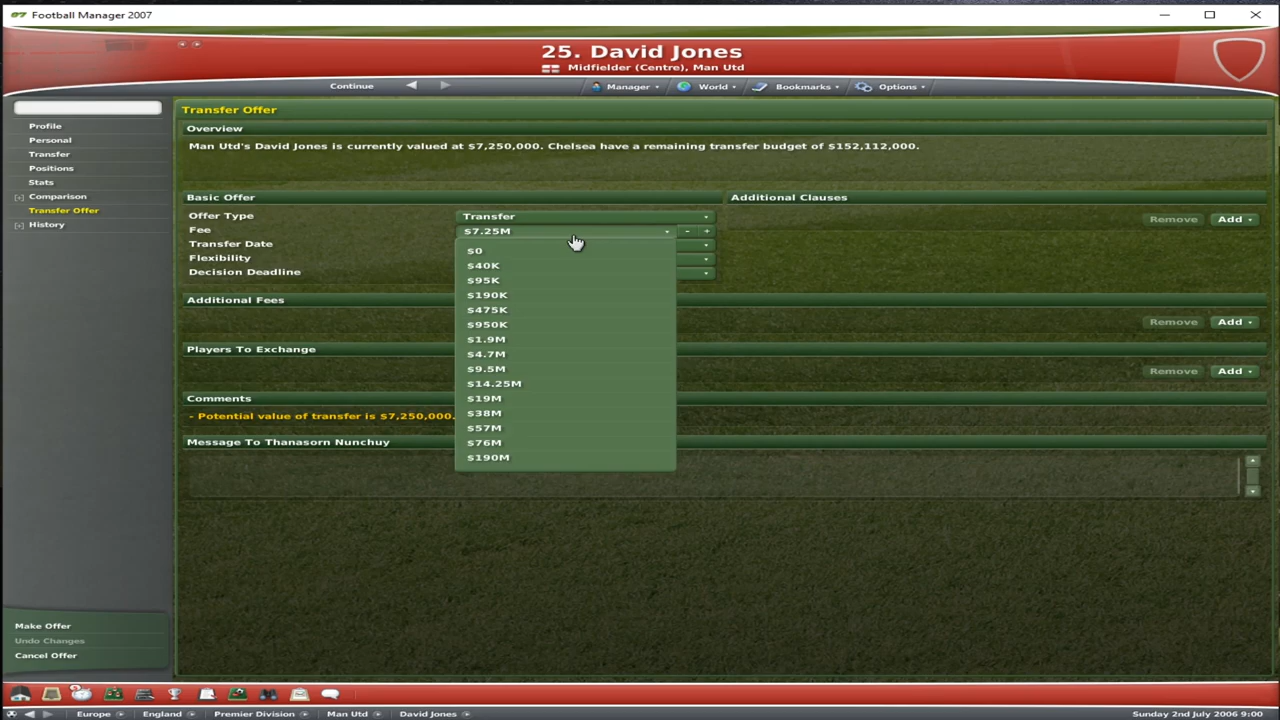 07 Football Manager 2007
25. David Jones
Midfielder (Centre), Man Utd
Continue Manager World Bookmarks Options
Profile
Personal
Transfer
Positions
Stats
Comparison
Transfer Offer
History
Transfer Offer
Overview
Man Utd's David Jones is currently valued at $7,250,000. Chelsea have a remaining transfer budget of $152,112,000.
Basic Offer
Offer Type Transfer
Fee $7.25M - +
Transfer Date
Flexibility
Decision Deadline
$0
$40K
$95K
$190K
$475K
$950K
$1.9M
$4.7M
$9.5M
$14.25M
$19M
$38M
$57M
$76M
$190M
Additional Clauses
Remove Add
Additional Fees
Remove Add
Players To Exchange
Remove Add
Comments
- Potential value of transfer is $7,250,000.
Message To Thanasorn Nunchuy
Make Offer
Undo Changes
Cancel Offer
Europe England Premier Division Man Utd David Jones Sunday 2nd July 2006 9:00